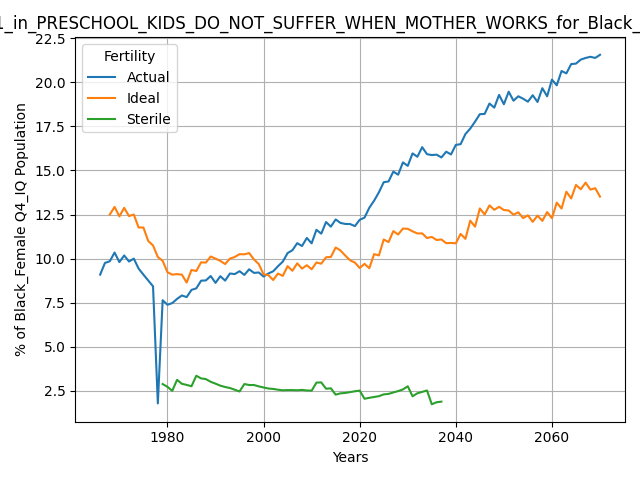 1_in_PRESCHOOL_KIDS_DO_NOT_SUFFER_WHEN_MOTHER_WORKS_for_Black_
Fertility
Actual
Ideal
Sterile
% of Black_Female Q4_IQ Population
22.5
20.0
17.5
15.0
12.5
10.0
7.5
5.0
2.5
1980
2000
2020
2040
2060
Years